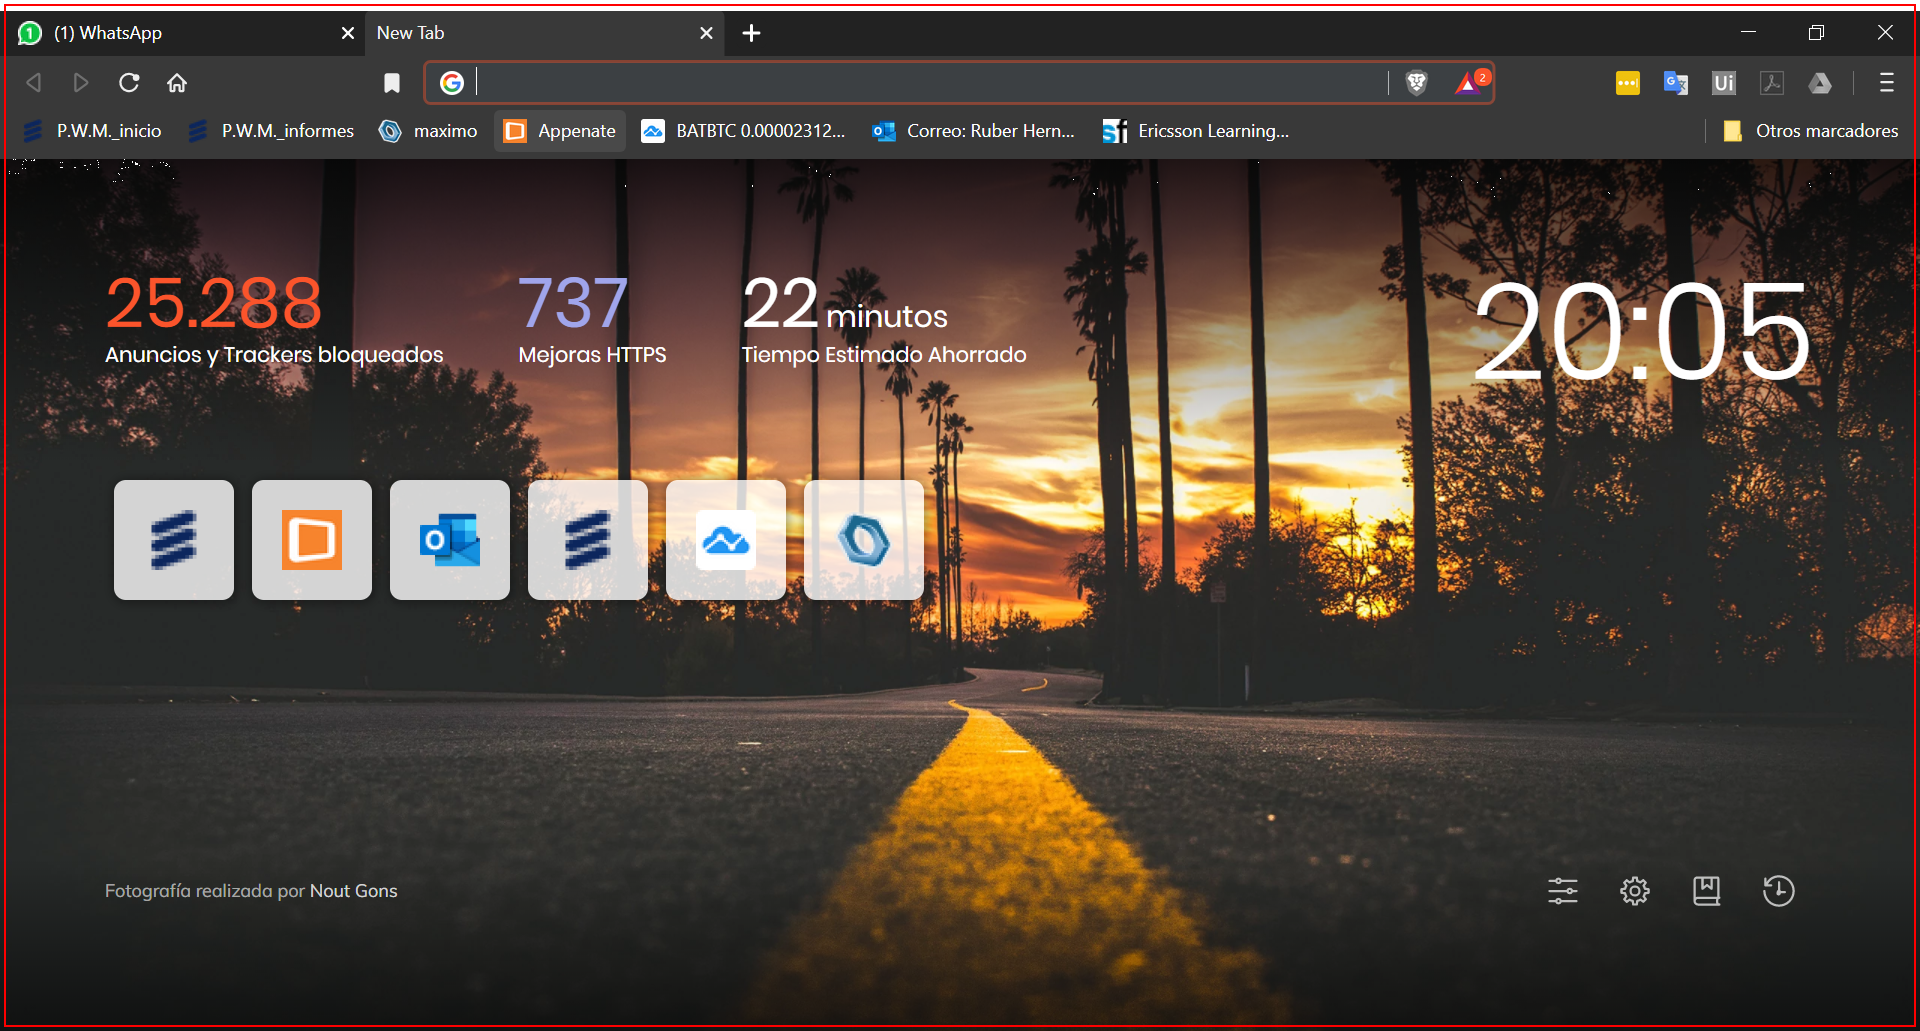 (1) WhatsApp
New Tab
2
P.W.M._inicio
P.W.M._informes
maximo
Appenate
BATBTC 0.00002312...
Correo: Ruber Hern...
Ericsson Learning...
Otros marcadores
25.288
Anuncios y Trackers bloqueados
737
Mejoras HTTPS
22 minutos
Tiempo Estimado Ahorrado
20:05
Fotografía realizada por Nout Gons